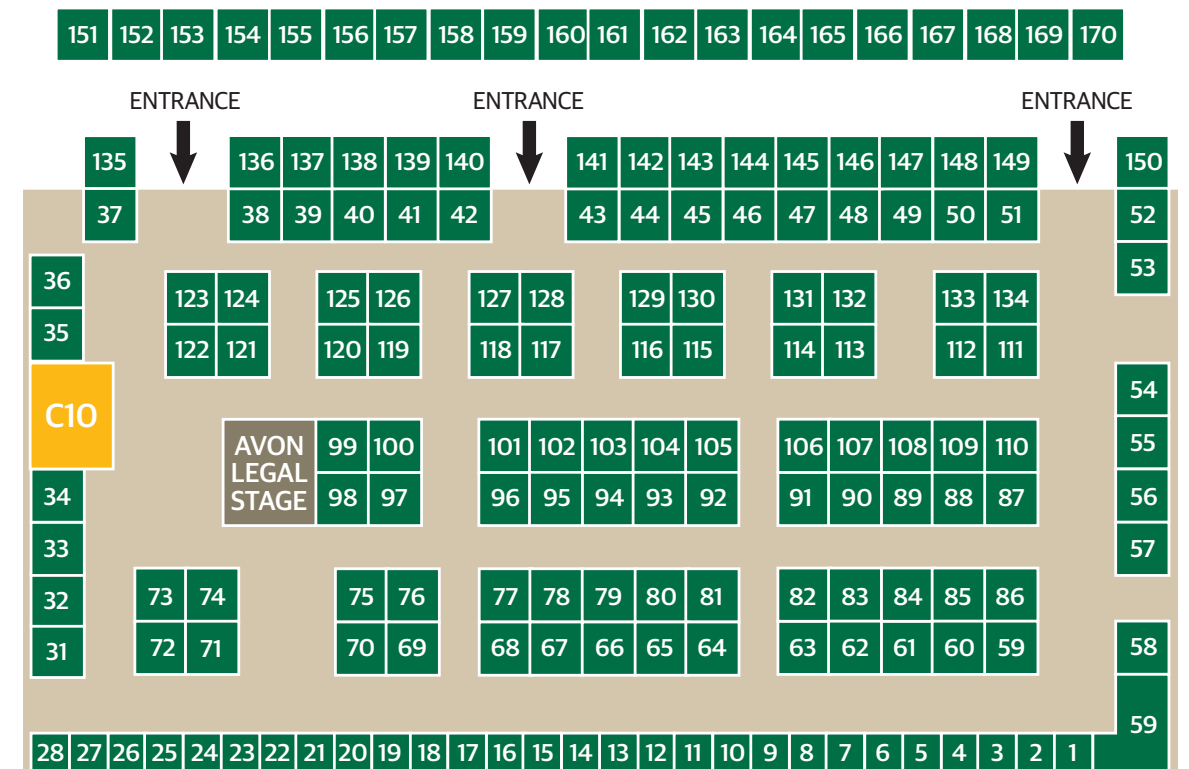 151 152 153 154 155 156 157 158 159 160 161 162 163 164 165 166 167 168 169 170
ENTRANCE ENTRANCE ENTRANCE
135 136 137 138 139 140 141 142 143 144 145 146 147 148 149 150
37 38 39 40 41 42 43 44 45 46 47 48 49 50 51 52
53
36 123 124 125 126 127 128 129 130 131 132 133 134
35 122 121 120 119 118 117 116 115 114 113 112 111
54
C10
AVON 99 100 101 102 103 104 105 106 107 108 109 110 55
LEGAL
34 STAGE 98 97 96 95 94 93 92 91 90 89 88 87 56
33 57
32 73 74 75 76 77 78 79 80 81 82 83 84 85 86
31 72 71 70 69 68 67 66 65 64 63 62 61 60 59 58
59
28 27 26 25 24 23 22 21 20 19 18 17 16 15 14 13 12 11 10 9 8 7 6 5 4 3 2 1